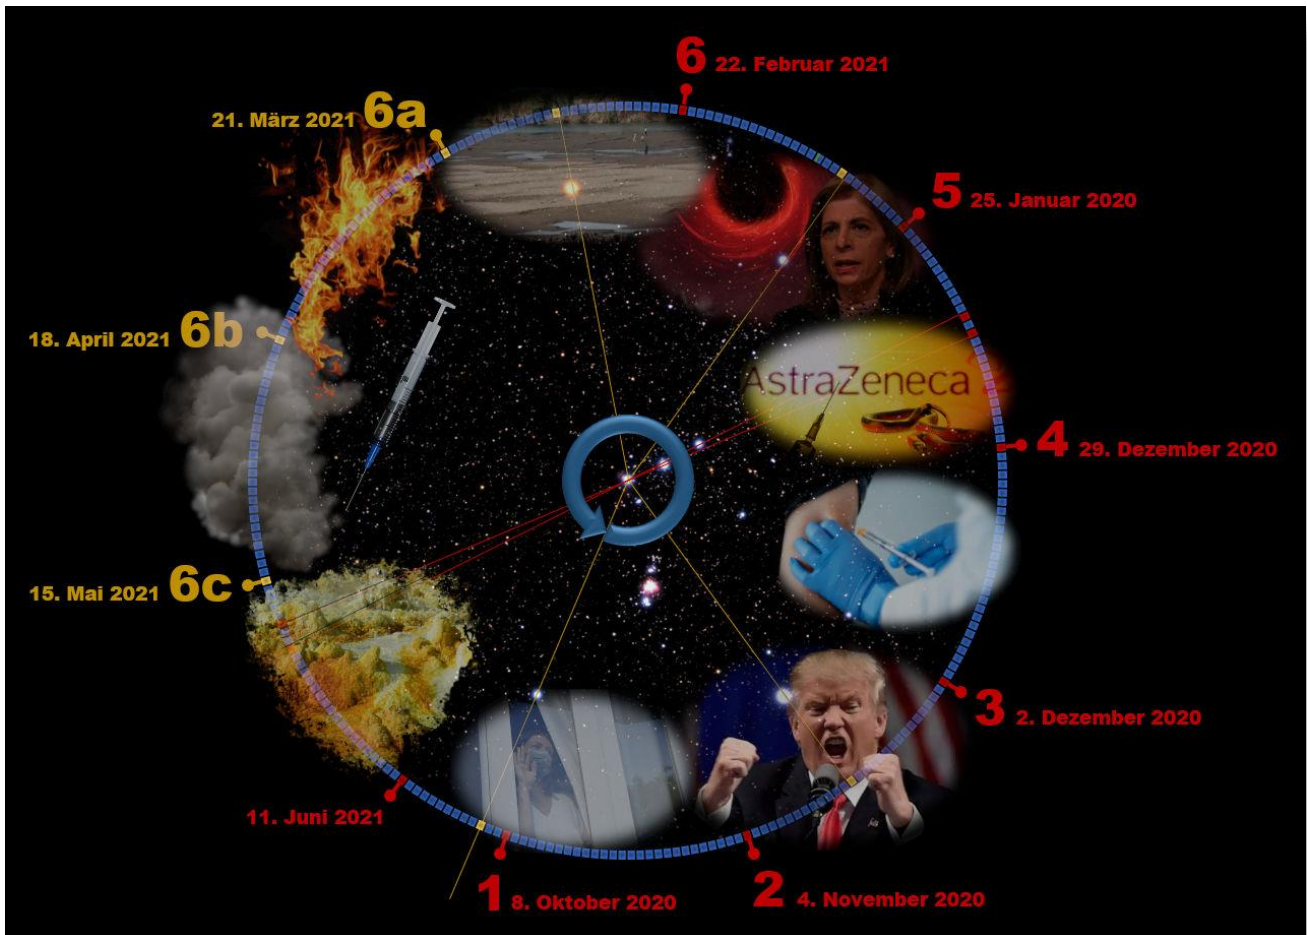 6 22. Februar 2021
21. März 2021 6a
5 25. Januar 2020
18. April 2021 6b
AstraZeneca
4 29. Dezember 2020
15. Mai 2021 6c
3 2. Dezember 2020
11. Juni 2021
1 8. Oktober 2020
2 4. November 2020